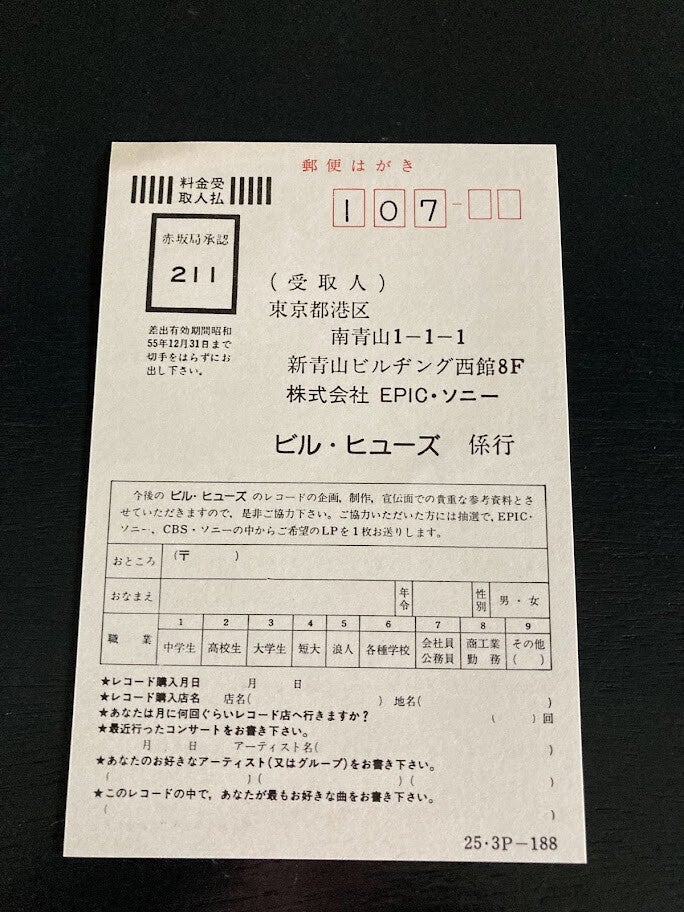 郵便はがき
料金受
取人払
107-
赤坂局承認
211
差出有効期間昭和
55年12月31日まで
切手をはらずにお
出し下さい。
(受取人)
東京都港区
南青山1-1-1
新青山ビルヂング西館8F
株式会社 EPIC・ソニー
ビル・ヒューズ 係行
今後の ビル・ヒューズ のレコードの企画,制作,宣伝面での貴重な参考資料とさ
せていただきますので,是非ご協力下さい。ご協力いただいた方には抽選で,EPIC・
ソニー、CBS・ソニーの中からご希望のLPを1枚お送りします。
おところ (〒 )
おなまえ 年令 性別 男・女
職業
1 2 3 4 5 6 7 8 9
中学生 高校生 大学生 短大 浪人 各種学校 会社員 公務員 商工業 勤務 その他 ( )
★レコード購入月日 月 日
★レコード購入店名 店名( ) 地名( )
★あなたは月に何回ぐらいレコード店へ行きますか? ( )回
★最近行ったコンサートをお書き下さい。
月 日 アーティスト名( )
★あなたのお好きなアーティスト(又はグループ)をお書き下さい。
( )( )( )
★このレコードの中で,あなたが最もお好きな曲をお書き下さい。
( )
25・3P-188